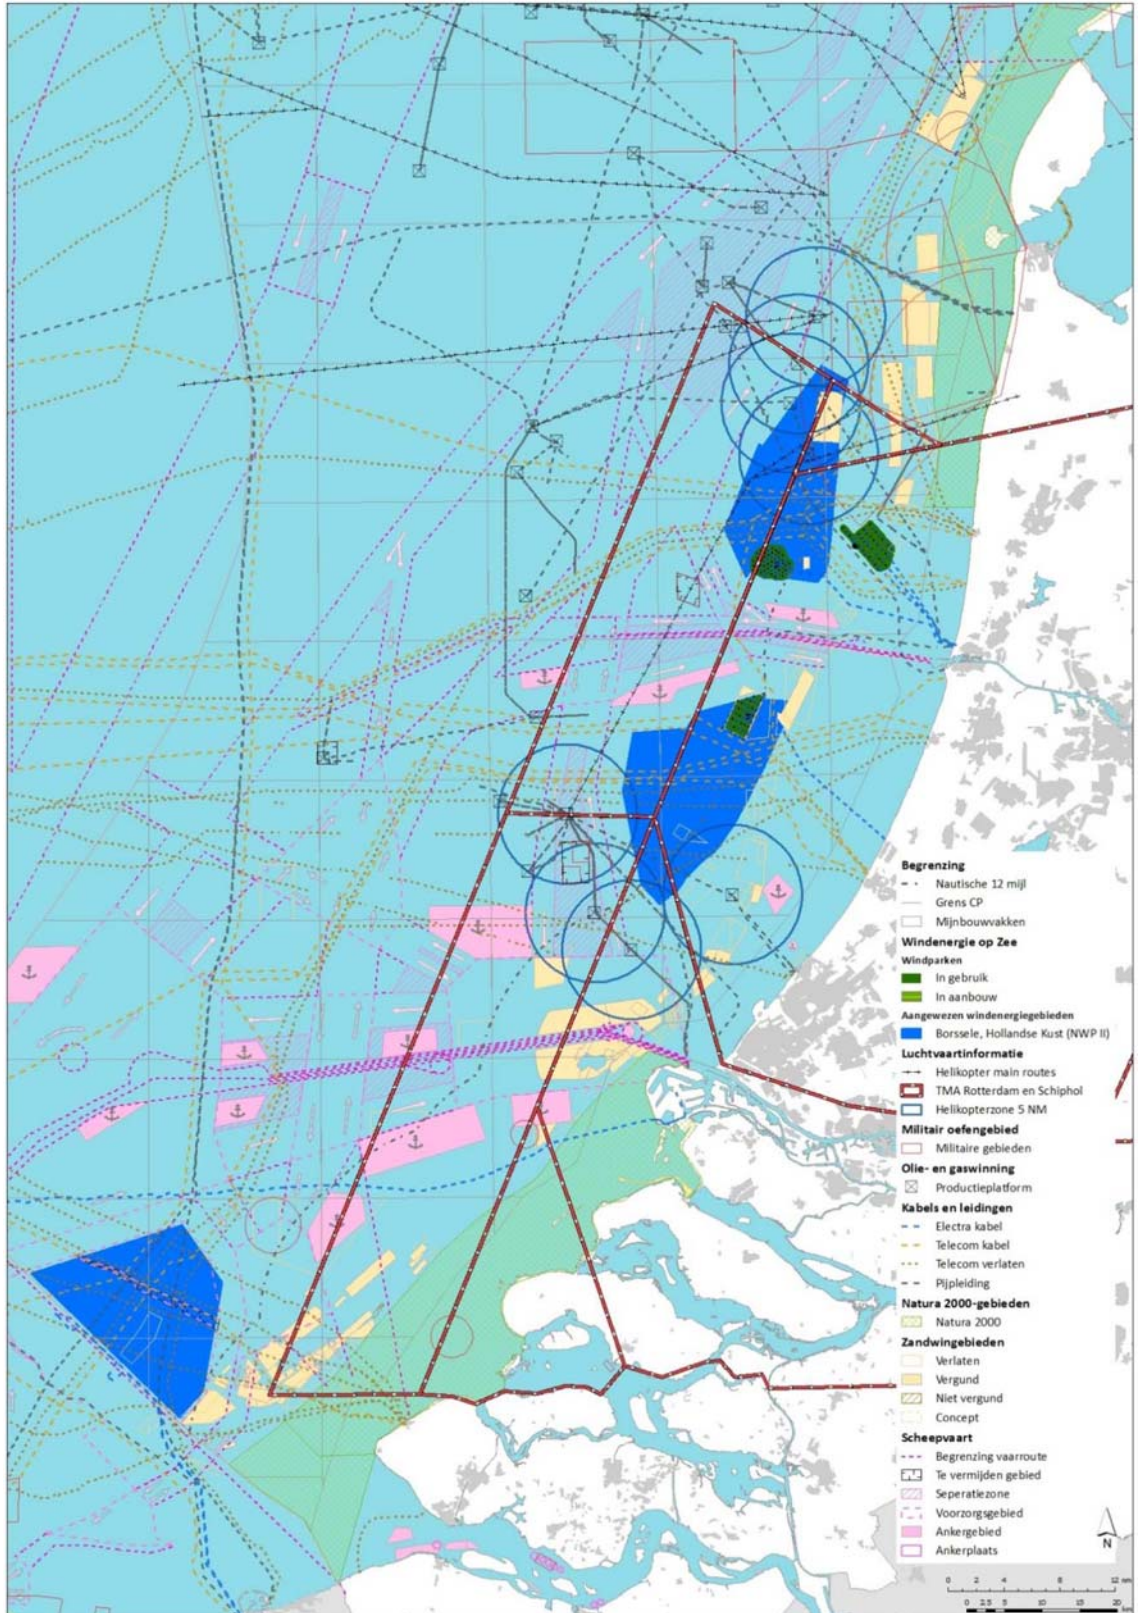 Begrenzing
Nautische 12 mijl
Grens CP
Mijnbouwvakken
Windenergie op Zee
Windparken
In gebruik
In aanbouw
Aangewezen windenergiegebieden
Borssele, Hollandse Kust (NWP II)
Luchtvaartinformatie
Helikopter main routes
TMA Rotterdam en Schiphol
Helikopterzone 5 NM
Militair oefengebied
Militaire gebieden
Olie- en gaswinning
Productieplatform
Kabels en leidingen
Electra kabel
Telecom kabel
Telecom verlaten
Pijpleiding
Natura 2000-gebieden
Natura 2000
Zandwingebieden
Verlaten
Vergund
Niet vergund
Concept
Scheepvaart
Begrenzing vaarroute
Te vermijden gebied
Seperatiezone
Voorzorgsgebied
Ankergebied
Ankerplaats
N
0 2 4 6 8 12 nm
0 2.5 5 10 15 20 km